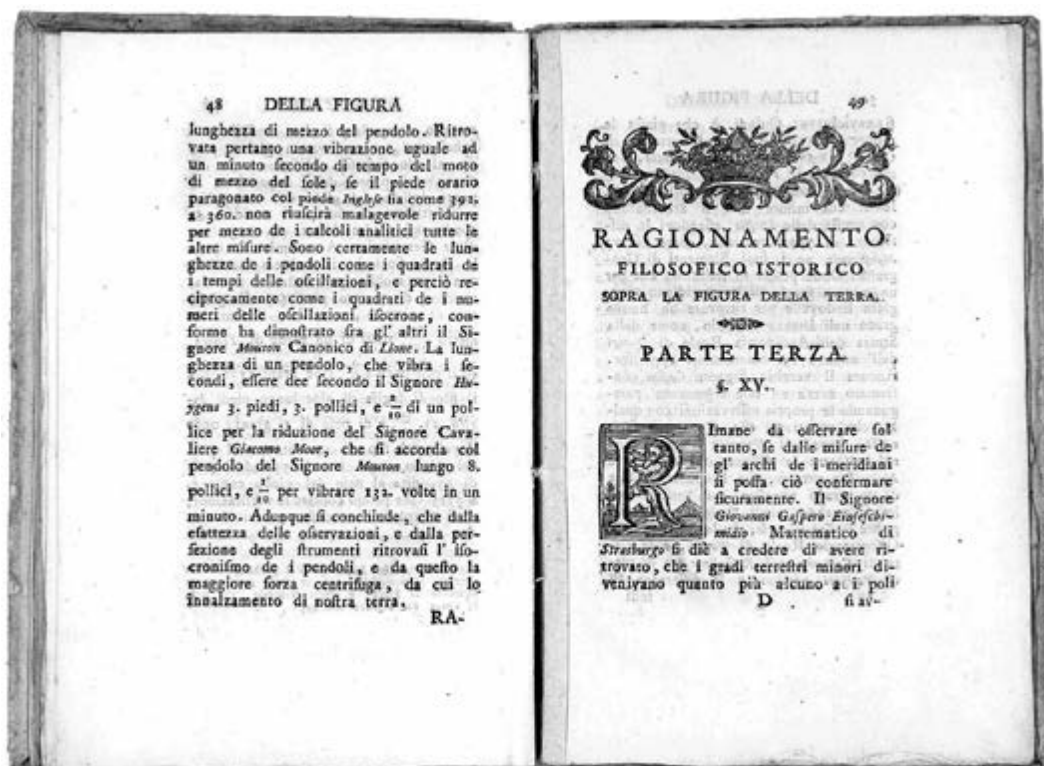 48 DELLA FIGURA
lunghezza di mezzo del pendolo. Ritro-
vata pertanto una vibrazione uguale ad
un minuto ſecondo di tempo del moto
di mezzo del ſole, ſe il piede orario
paragonato col piede Ingleſe ſia come 392.
a 360. non riuſcirà malagevole ridurre
per mezzo de i calcoli analitici tutte le
altre miſure. Sono certamente le lun-
ghezze de i pendoli come i quadrati de
i tempi delle oſcillazioni, e perciò re-
ciprocamente come i quadrati de i nu-
meri delle oſcillazioni iſocrone, con-
forme ha dimoſtrato fra gl' altri il Si-
gnore Mouton Canonico di Lione. La lun-
ghezza di un pendolo, che vibra i ſe-
condi, eſſere dee ſecondo il Signore Hu-
ygens 3. piedi, 3. pollici, e 2/10 di un pol-
lice per la riduzione del Signore Cava-
liere Giacomo Moor, che ſi accorda col
pendolo del Signore Mouton lungo 8.
pollici, e 1/10 per vibrare 132. volte in un
minuto. Adunque ſi conchiude, che dalla
eſattezza delle oſſervazioni, e dalla per-
fezione degli ſtrumenti ritrovaſi l' iſo-
croniſmo de i pendoli, e da queſto la
maggiore forza centrifuga, da cui lo
innalzamento di noſtra terra.
RA-
49
RAGIONAMENTO
FILOSOFICO ISTORICO
SOPRA LA FIGURA DELLA TERRA.
PARTE TERZA.
§. XV.
RImane da oſſervare ſol
tanto, ſe dalle miſure de
gl' archi de i meridiani
ſi poſſa ciò confermare
ſicuramente. Il Signore
Giovanni Gaſpero Eiuſeſchi-
midio Mattematico di
Strasburgo ſi diè a credere di avere ri-
trovato, che i gradi terreſtri minori di-
venivano quanto più alcuno a i poli
D ſi av-